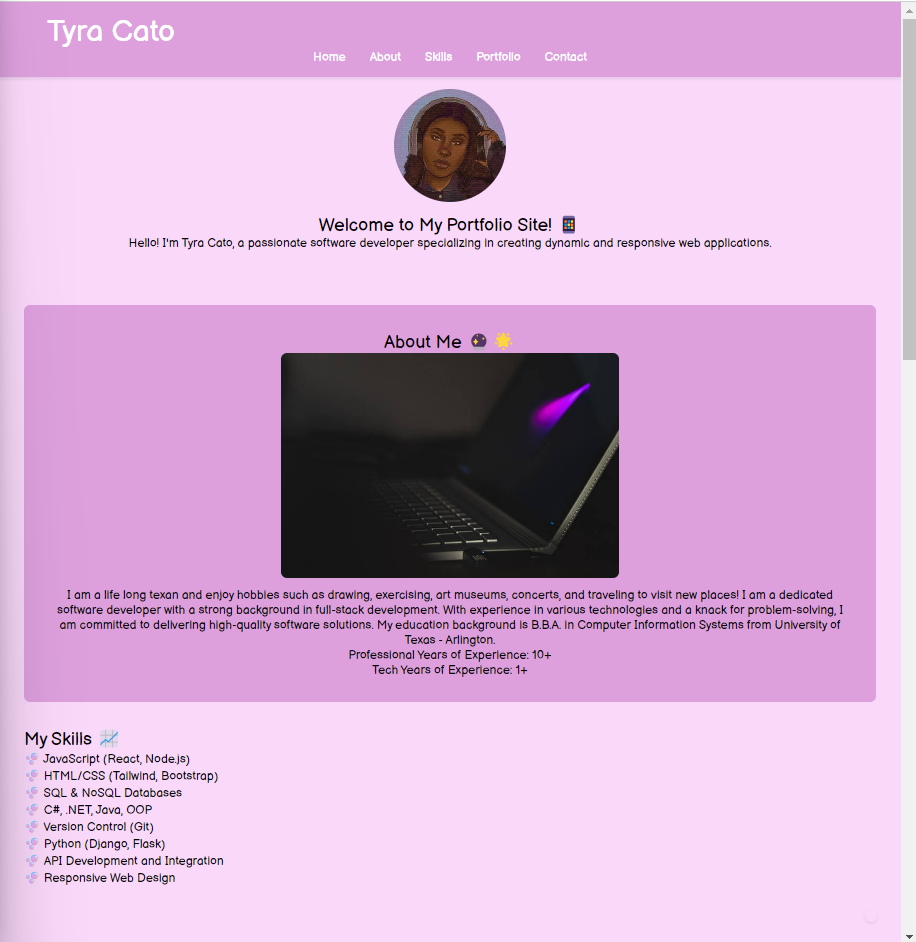 Tyra Cato
Home About Skills Portfolio Contact
Welcome to My Portfolio Site!
Hello! I'm Tyra Cato, a passionate software developer specializing in creating dynamic and responsive web applications.
About Me
I am a life long texan and enjoy hobbies such as drawing, exercising, art museums, concerts, and traveling to visit new places! I am a dedicated
software developer with a strong background in full-stack development. With experience in various technologies and a knack for problem-solving, I
am committed to delivering high-quality software solutions. My education background is B.B.A. in Computer Information Systems from University of
Texas - Arlington.
Professional Years of Experience: 10+
Tech Years of Experience: 1+
My Skills
JavaScript (React, Node.js)
HTML/CSS (Tailwind, Bootstrap)
SQL & NoSQL Databases
C#, .NET, Java, OOP
Version Control (Git)
Python (Django, Flask)
API Development and Integration
Responsive Web Design